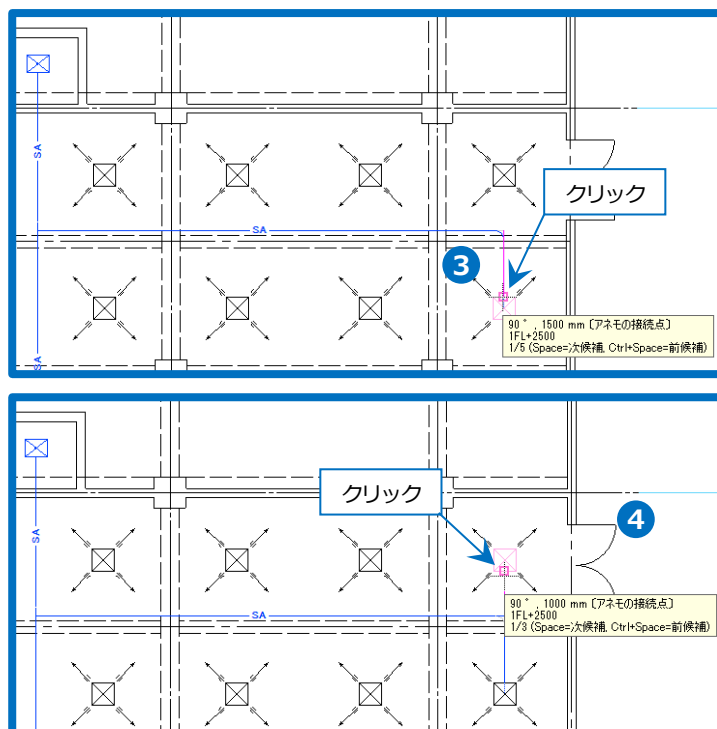 SA
SA
クリック
3
90 ﾟ , 1500 mm [アネモの接続点]
1FL+2500
1/5 (Space=次候補, Ctrl+Space=前候補)
SA
クリック
4
SA
90 ﾟ , 1000 mm [アネモの接続点]
1FL+2500
SA
1/3 (Space=次候補, Ctrl+Space=前候補)